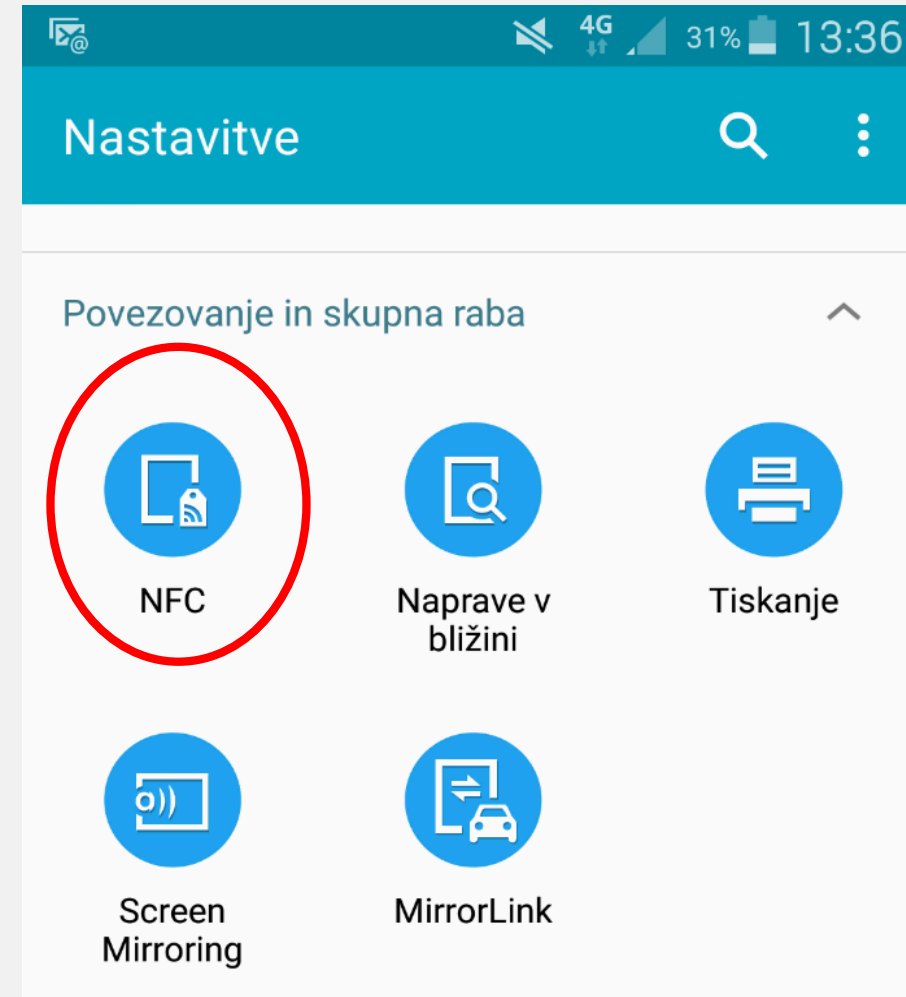 4G 31% 13:36
Nastavitve
Povezovanje in skupna raba
NFC
Naprave v
bližini
Tiskanje
Screen
Mirroring
MirrorLink